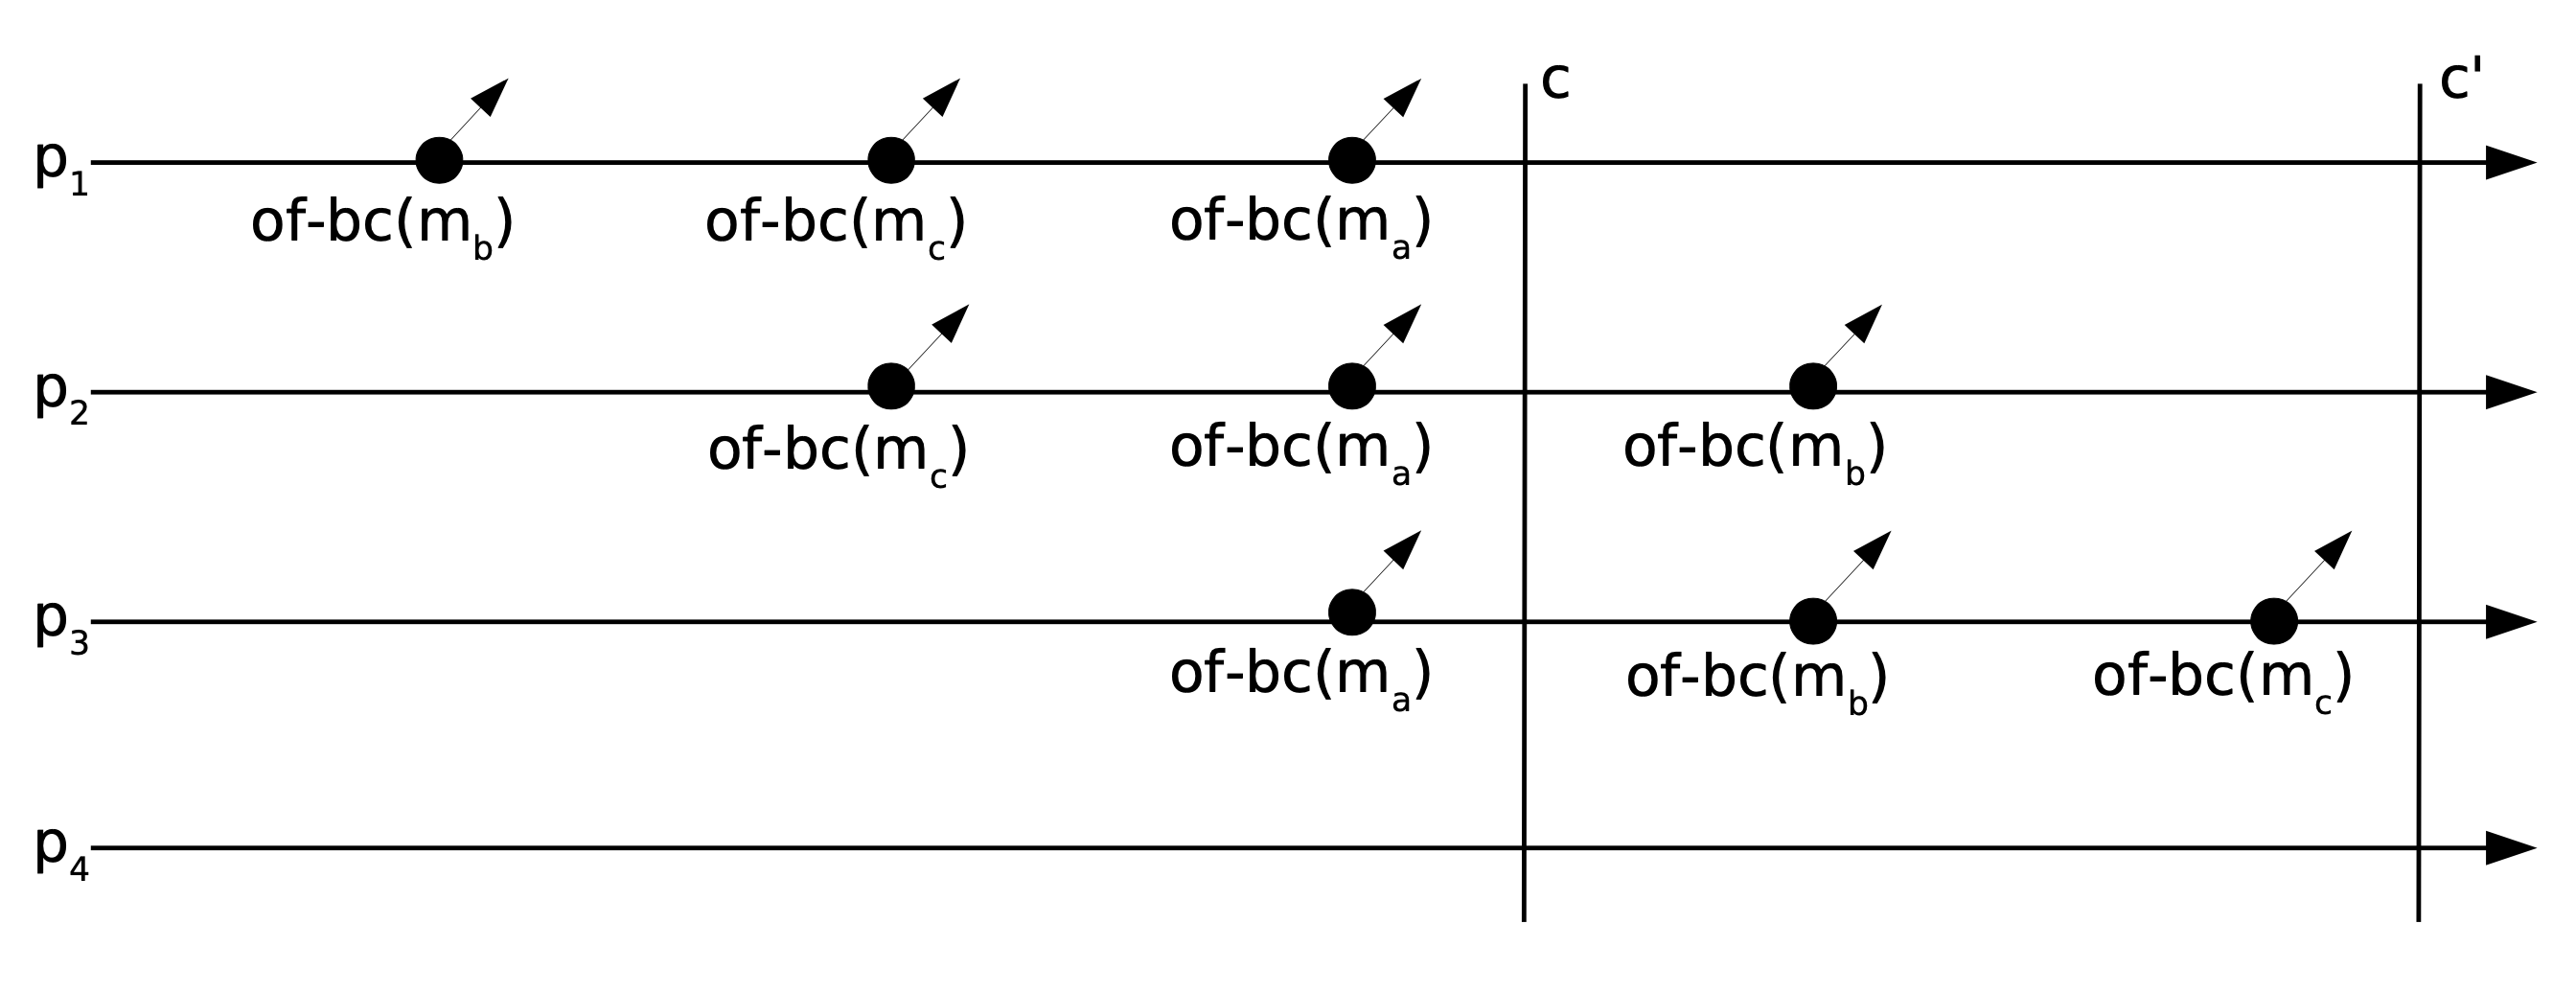 c c'
p1
of-bc(mb) of-bc(mc) of-bc(ma)
p2
of-bc(mc) of-bc(ma) of-bc(mb)
p3
of-bc(ma) of-bc(mb) of-bc(mc)
p4